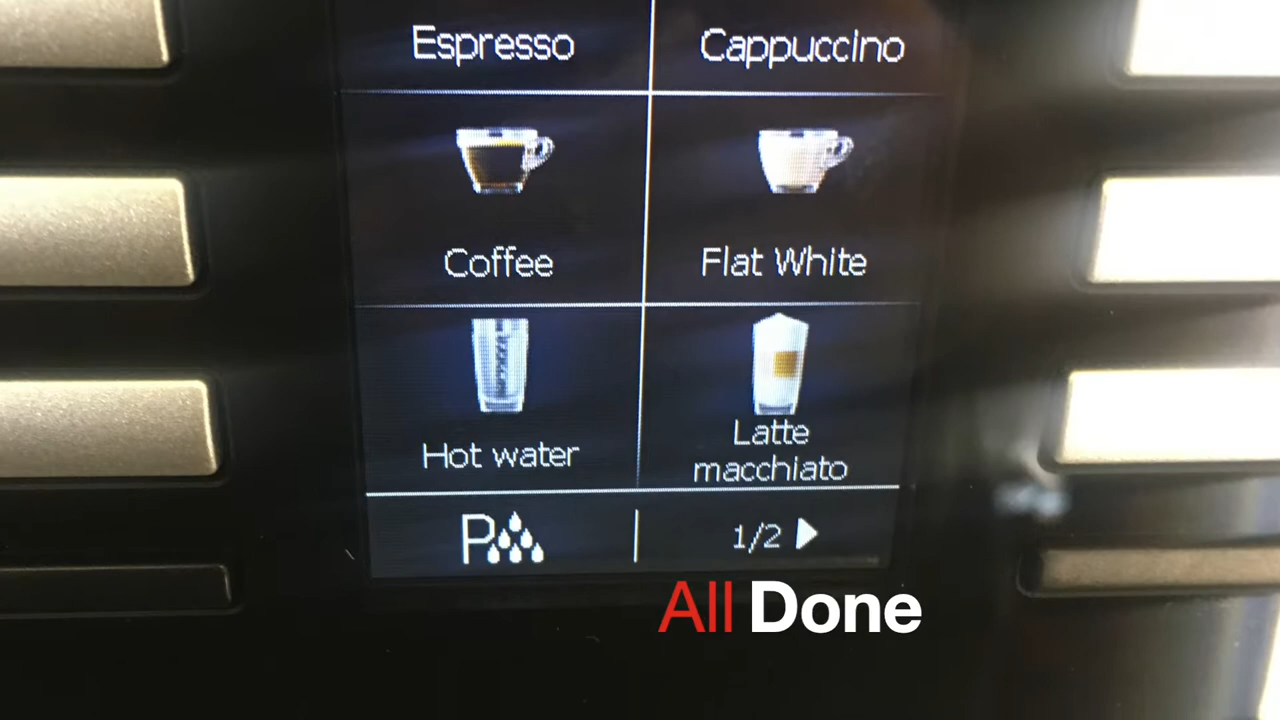 Espresso
Cappuccino
Coffee
Flat White
Hot water
Latte
macchiato
P
1/2
All Done